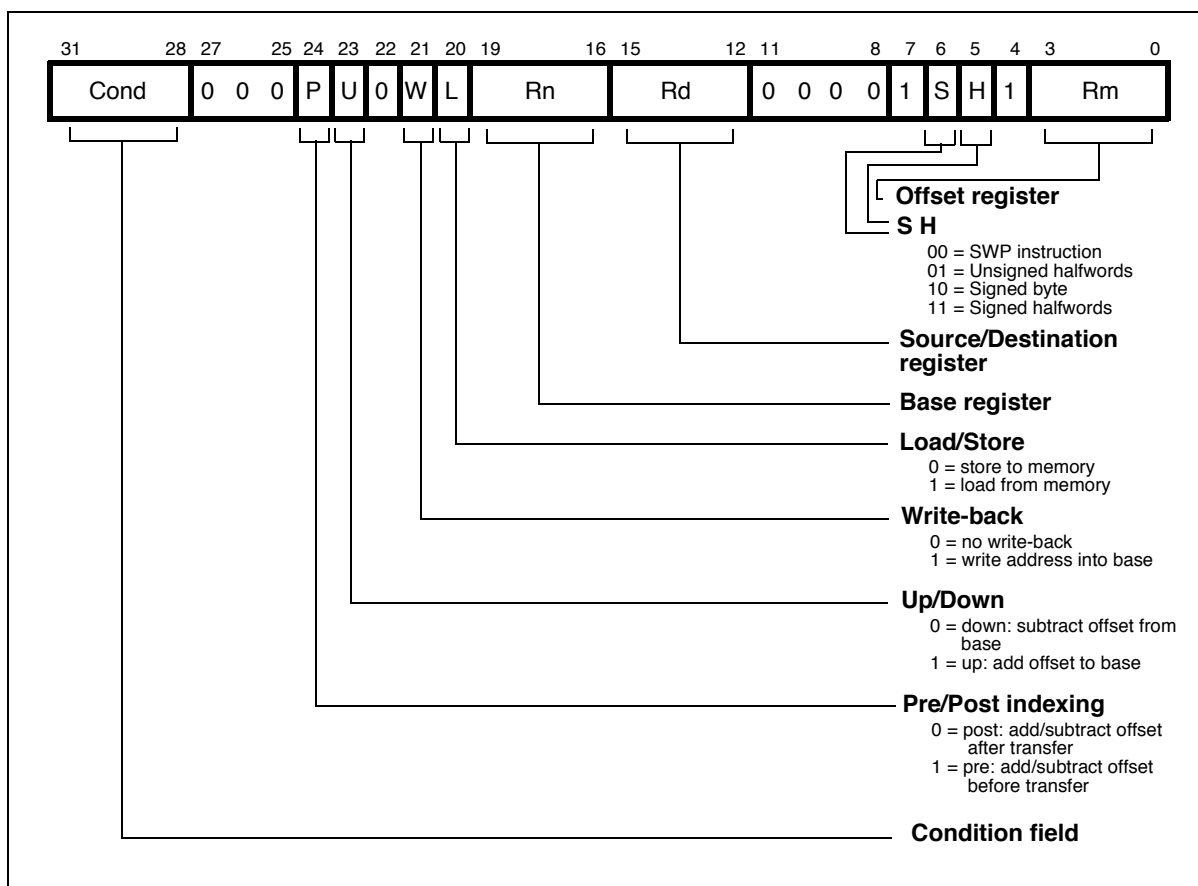 31 28 27 25 24 23 22 21 20 19 16 15 12 11 8 7 6 5 4 3 0
Cond 0 0 0 P U 0 W L Rn Rd 0 0 0 0 1 S H 1 Rm
Offset register
S H
00 = SWP instruction
01 = Unsigned halfwords
10 = Signed byte
11 = Signed halfwords
Source/Destination
register
Base register
Load/Store
0 = store to memory
1 = load from memory
Write-back
0 = no write-back
1 = write address into base
Up/Down
0 = down: subtract offset from
base
1 = up: add offset to base
Pre/Post indexing
0 = post: add/subtract offset
after transfer
1 = pre: add/subtract offset
before transfer
Condition field